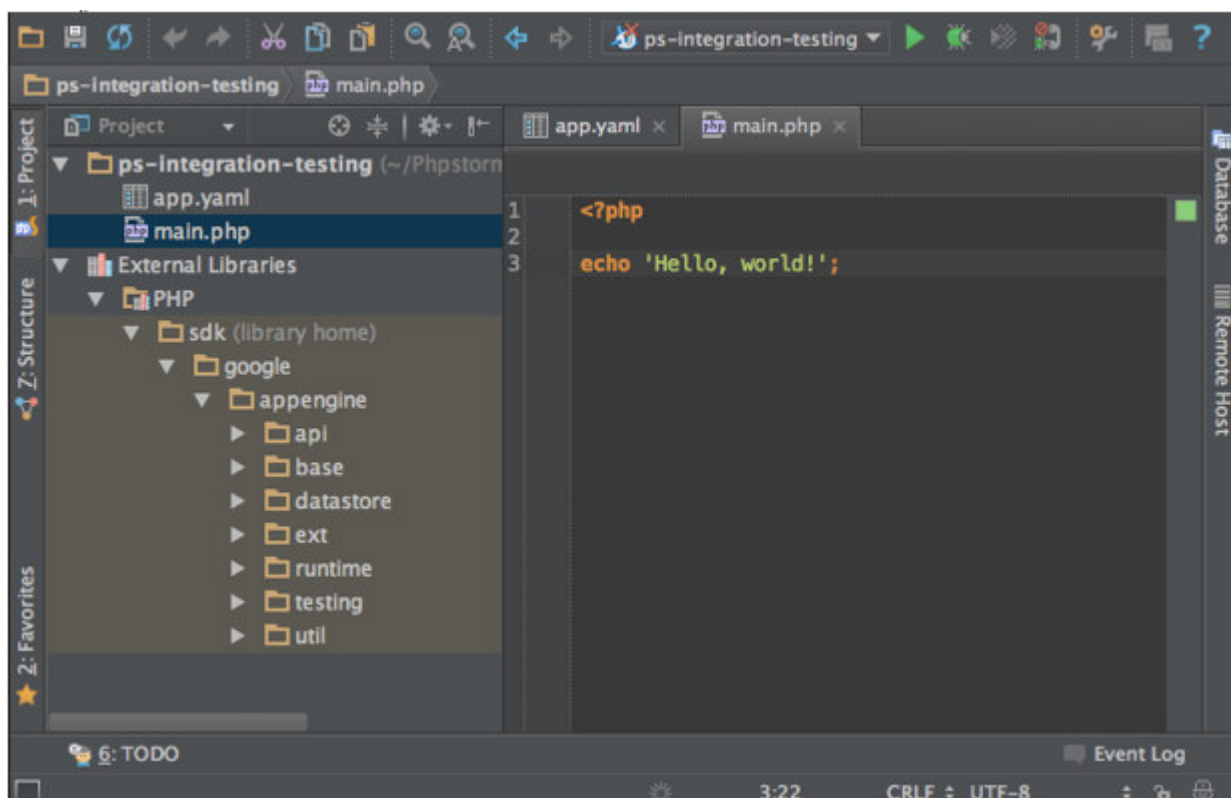 ps-integration-testing
ps-integration-testing main.php
1: Project
Z: Structure
2: Favorites
Project
ps-integration-testing (~/Phpstorm
app.yaml
main.php
External Libraries
PHP
sdk (library home)
google
appengine
api
base
datastore
ext
runtime
testing
util
app.yaml main.php
1 <?php
2
3 echo 'Hello, world!';
Database
Remote Host
6: TODO Event Log
3:22 CRLF UTF-8